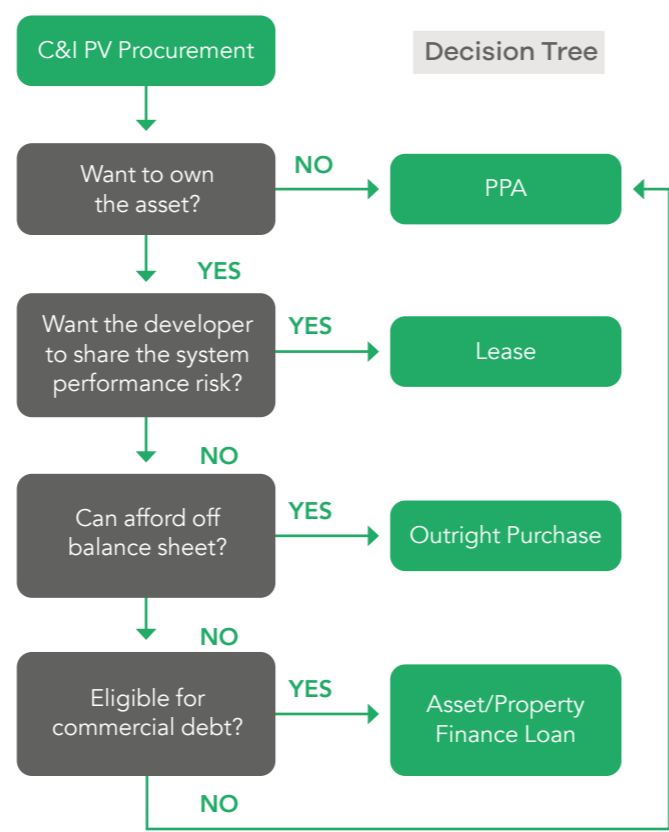 C&I PV Procurement
Decision Tree
Want to own
the asset?
NO
PPA
YES
Want the developer
to share the system
performance risk?
YES
Lease
NO
Can afford off
balance sheet?
YES
Outright Purchase
NO
Eligible for
commercial debt?
YES
Asset/Property
Finance Loan
NO